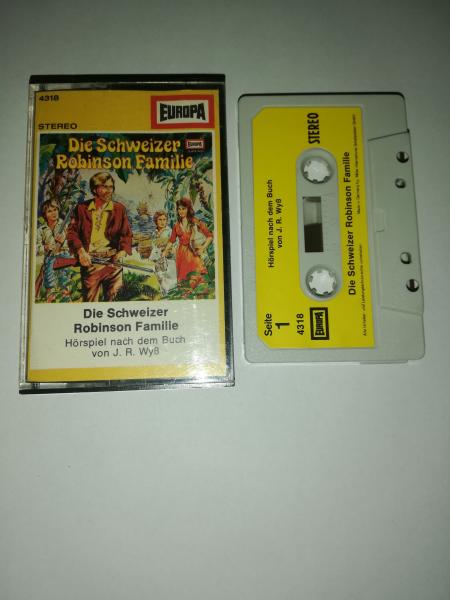 4318
EUROPA
STEREO
Die Schweizer
Robinson Familie
EUROPA
Die Schweizer
Robinson Familie
Hörspiel nach dem Buch
von J. R. Wyß
STEREO
Seite
1
4318
EUROPA
Hörspiel nach dem Buch
von J. R. Wyß
Die Schweizer Robinson Familie